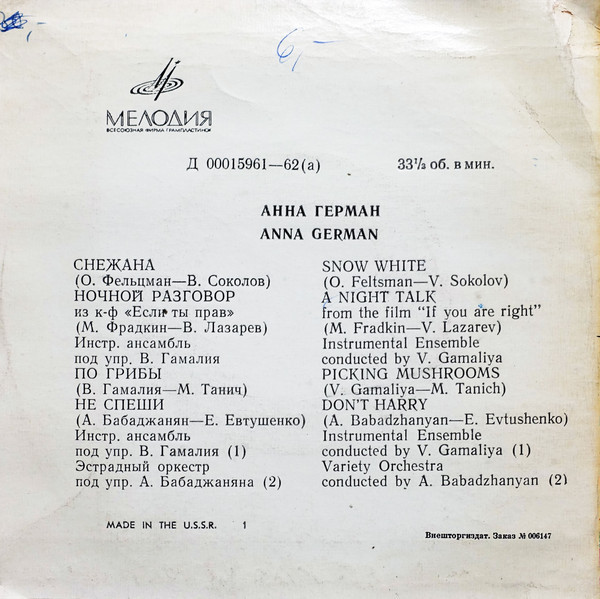 6,-
МЕЛОДИЯ
ВСЕСОЮЗНАЯ ФИРМА ГРАМПЛАСТИНОК
Д 00015961—62(а)
33⅓ об. в мин.
АННА ГЕРМАН
ANNA GERMAN
СНЕЖАНА
(О. Фельцман—В. Соколов)
НОЧНОЙ РАЗГОВОР
из к-ф «Если ты прав»
(М. Фрадкин—В. Лазарев)
Инстр. ансамбль
под упр. В. Гамалия
ПО ГРИБЫ
(В. Гамалия—М. Танич)
НЕ СПЕШИ
(А. Бабаджанян—Е. Евтушенко)
Инстр. ансамбль
под упр. В. Гамалия (1)
Эстрадный оркестр
под упр. А. Бабаджаняна (2)
SNOW WHITE
(O. Feltsman—V. Sokolov)
A NIGHT TALK
from the film "If you are right"
(M. Fradkin—V. Lazarev)
Instrumental Ensemble
conducted by V. Gamaliya
PICKING MUSHROOMS
(V. Gamaliya—M. Tanich)
DON'T HARRY
(A. Babadzhanyan—E. Evtushenko)
Instrumental Ensemble
conducted by V. Gamaliya (1)
Variety Orchestra
conducted by A. Babadzhanyan (2)
MADE IN THE U.S.S.R. 1
Внешторгиздат. Заказ № 006147